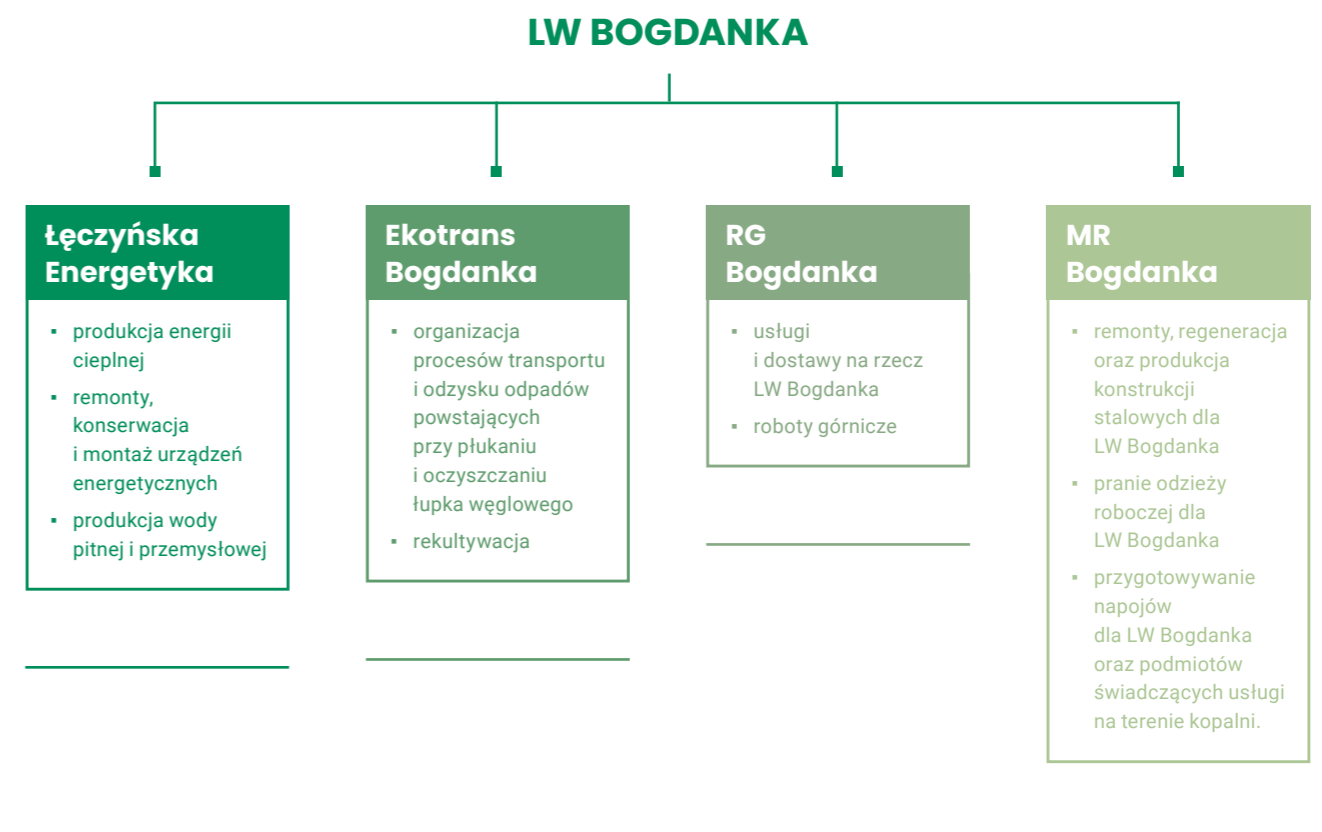 LW BOGDANKA
Łęczyńska
Energetyka
▪ produkcja energii
cieplnej
▪ remonty,
konserwacja
i montaż urządzeń
energetycznych
▪ produkcja wody
pitnej i przemysłowej
Ekotrans
Bogdanka
▪ organizacja
procesów transportu
i odzysku odpadów
powstających
przy płukaniu
i oczyszczaniu
łupka węglowego
▪ rekultywacja
RG
Bogdanka
▪ usługi
i dostawy na rzecz
LW Bogdanka
▪ roboty górnicze
MR
Bogdanka
▪ remonty, regeneracja
oraz produkcja
konstrukcji
stalowych dla
LW Bogdanka
▪ pranie odzieży
roboczej dla
LW Bogdanka
▪ przygotowywanie
napojów
dla LW Bogdanka
oraz podmiotów
świadczących usługi
na terenie kopalni.